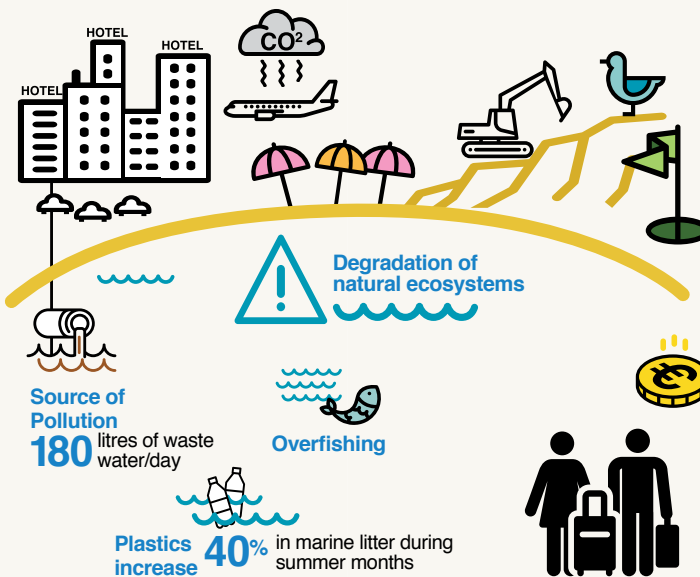 HOTEL
HOTEL
HOTEL
CO²
Degradation of
natural ecosystems
Source of
Pollution
180 litres of waste
water/day
Overfishing
Plastics
increase
40% in marine litter during
summer months